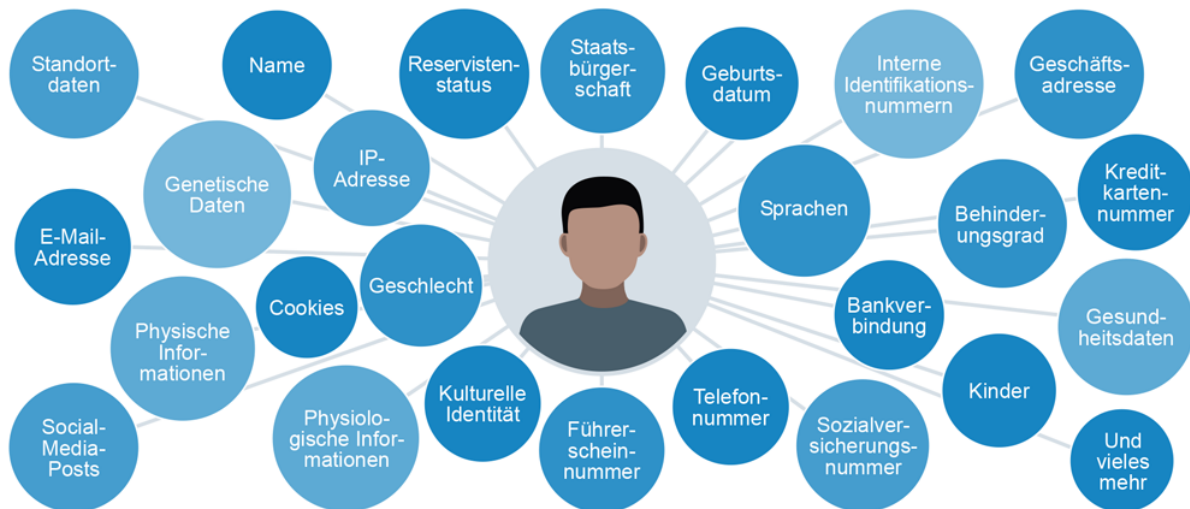 Standort-
daten
Name
Reservisten-
status
Staats-
bürger-
schaft
Geburts-
datum
Interne
Identifikations-
nummern
Geschäfts-
adresse
Genetische
Daten
IP-
Adresse
Sprachen
Behinder-
ungsgrad
Kredit-
karten-
nummer
E-Mail-
Adresse
Physische
Infor-
mationen
Cookies
Geschlecht
Bankver-
bindung
Gesund-
heitsdaten
Social-
Media-
Posts
Physiolo-
gische Infor-
mationen
Kulturelle
Identität
Führer-
schein-
nummer
Telefon-
nummer
Sozialver-
sicherungs-
nummer
Kinder
Und
vieles
mehr